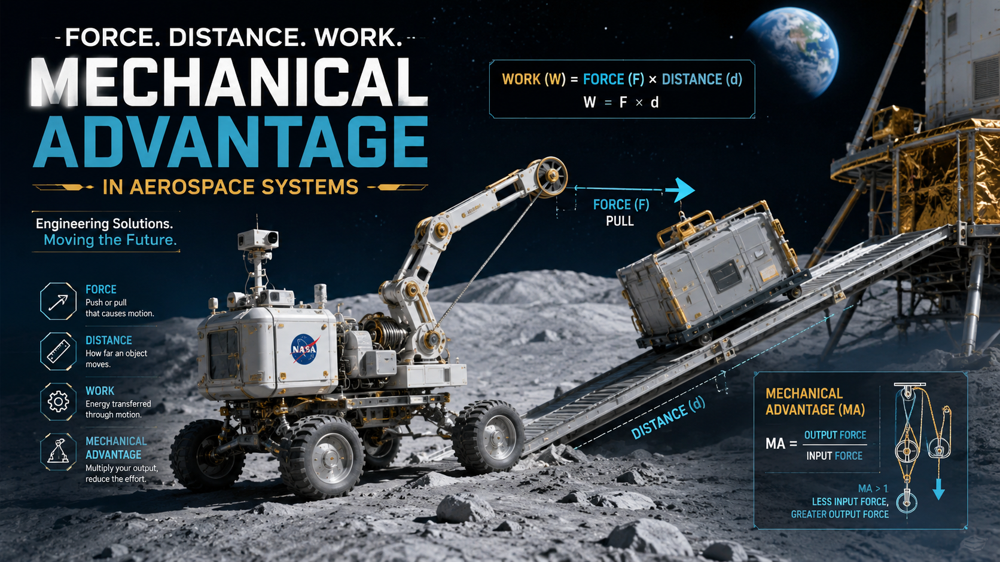 FORCE. DISTANCE. WORK.
MECHANICAL
ADVANTAGE
IN AEROSPACE SYSTEMS
Engineering Solutions.
Moving the Future.
FORCE
Push or pull
that causes motion.
DISTANCE
How far an object
moves.
WORK
Energy transferred
through motion.
MECHANICAL
ADVANTAGE
Multiply your output,
reduce the effort.
WORK (W) = FORCE (F) × DISTANCE (d)
W = F × d
FORCE (F)
PULL
NASA
DISTANCE (d)
MECHANICAL
ADVANTAGE (MA)
MA = OUTPUT FORCE
INPUT FORCE
MA > 1
LESS INPUT FORCE,
GREATER OUTPUT FORCE